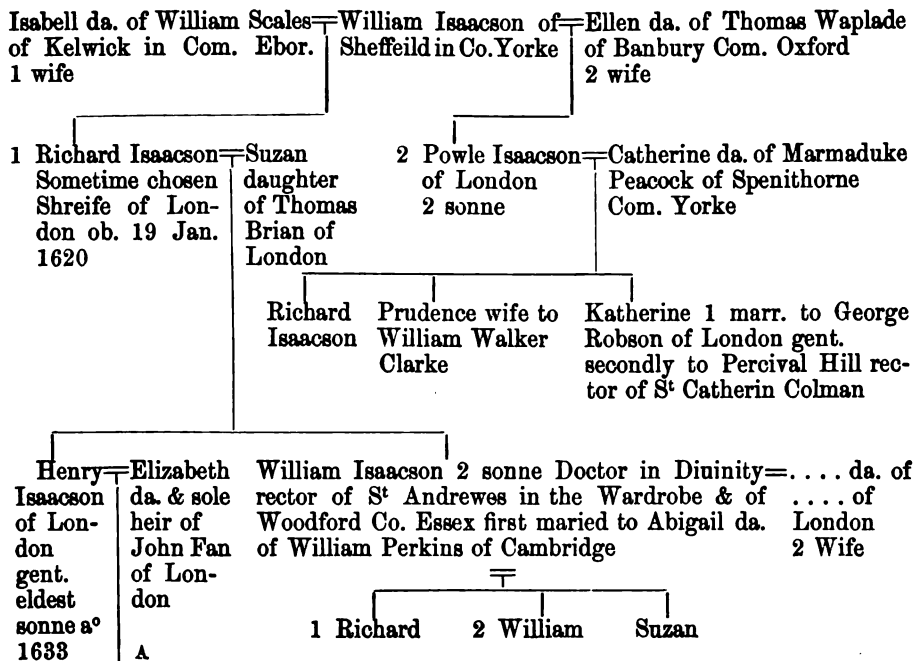 Isabell da. of William Scales
of Kelwick in Com. Ebor.
1 wife
William Isaacson of
Sheffeild in Co. Yorke
Ellen da. of Thomas Waplade
of Banbury Com. Oxford
2 wife
1 Richard Isaacson
Sometime chosen
Shreife of Lon-
don ob. 19 Jan.
1620
Suzan
daughter
of Thomas
Brian of
London
2 Powle Isaacson
of London
2 sonne
Catherine da. of Marmaduke
Peacock of Spenithorne
Com. Yorke
Richard
Isaacson
Prudence wife to
William Walker
Clarke
Katherine 1 marr. to George
Robson of London gent.
secondly to Percival Hill rec-
tor of St Catherin Colman
Henry
Isaacson
of Lon-
don
gent.
eldest
sonne ao
1633
Elizabeth
da. & sole
heir of
John Fan
of Lon-
don
A
William Isaacson 2 sonne Doctor in Diuinity
rector of St Andrewes in the Wardrobe & of
Woodford Co. Essex first maried to Abigail da.
of William Perkins of Cambridge
.... da. of
.... of
London
2 Wife
1 Richard
2 William
Suzan